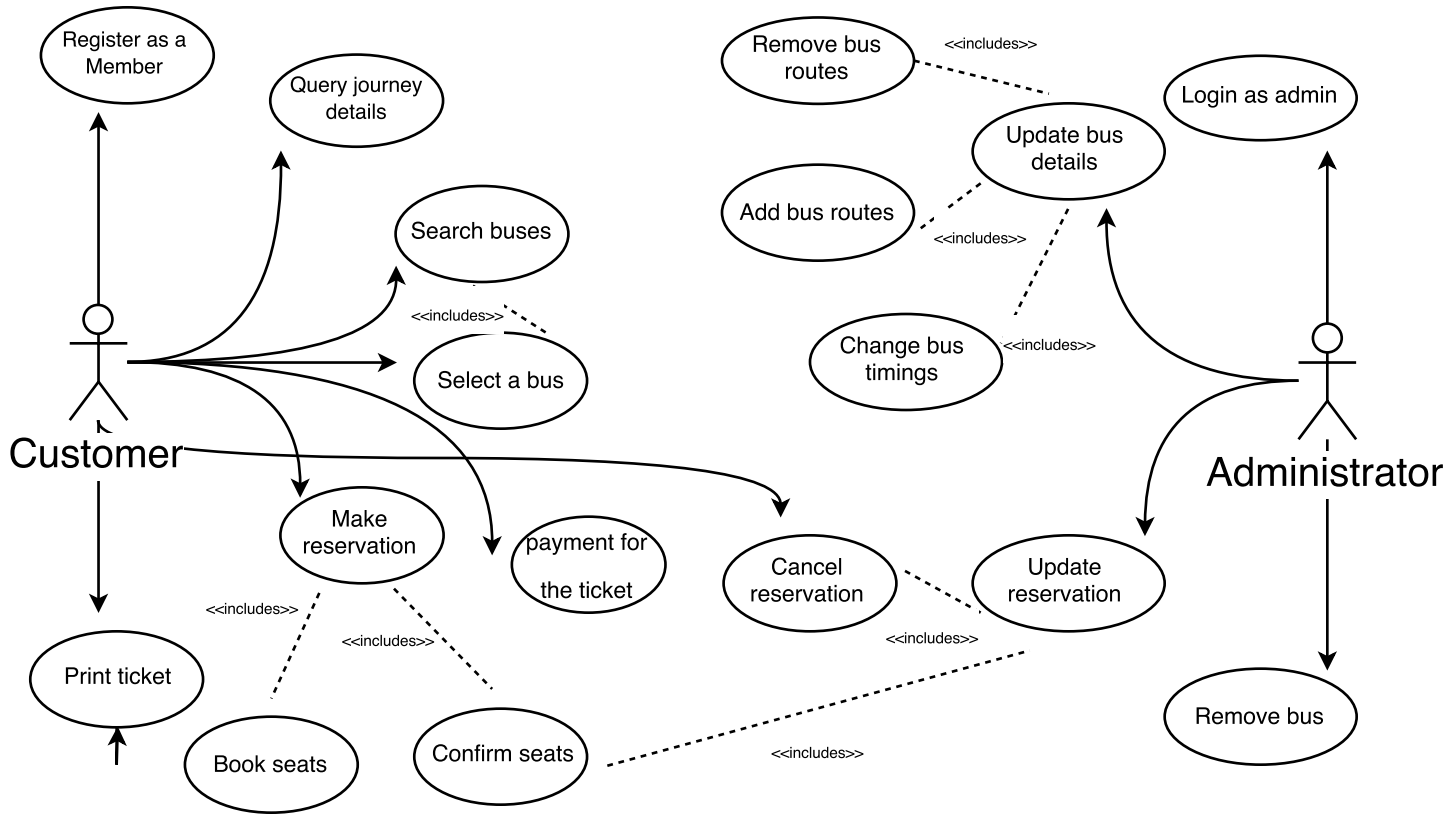 Register as a
Member
Query journey
details
Search buses
<<includes>>
Select a bus
Customer
Make
reservation
payment for
the ticket
<<includes>>
<<includes>>
Print ticket
Book seats
Confirm seats
Remove bus
routes
<<includes>>
Update bus
details
Login as admin
Add bus routes
<<includes>>
Change bus
timings
<<includes>>
Administrator
Cancel
reservation
Update
reservation
<<includes>>
<<includes>>
Remove bus